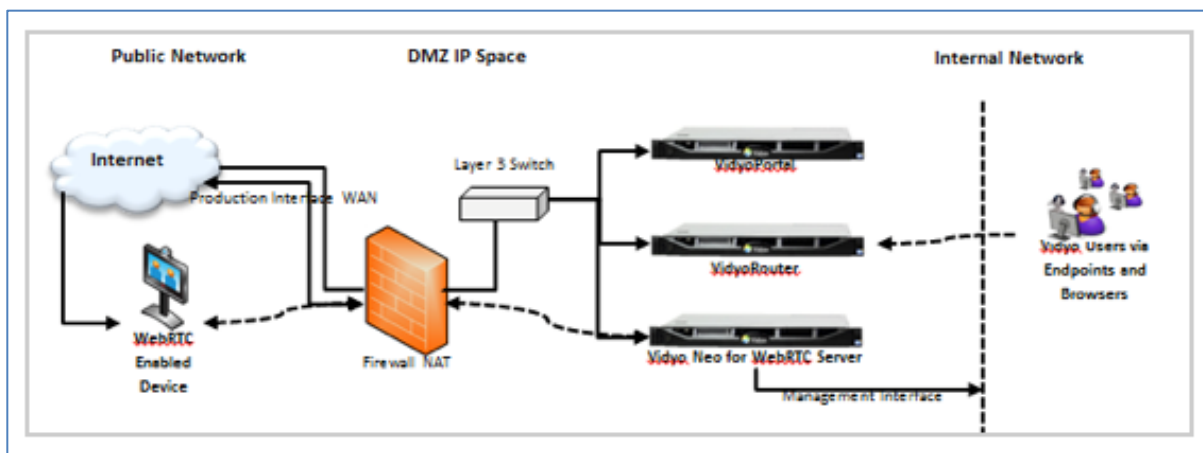 Public Network
DMZ IP Space
Internal Network
Internet
Production Interface WAN
Layer 3 Switch
VidyoPortal
VidyoRouter
Vidyo Users via
Endpoints and
Browsers
WebRTC
Enabled
Device
Firewall NAT
Vidyo Neo for WebRTC Server
Management Interface